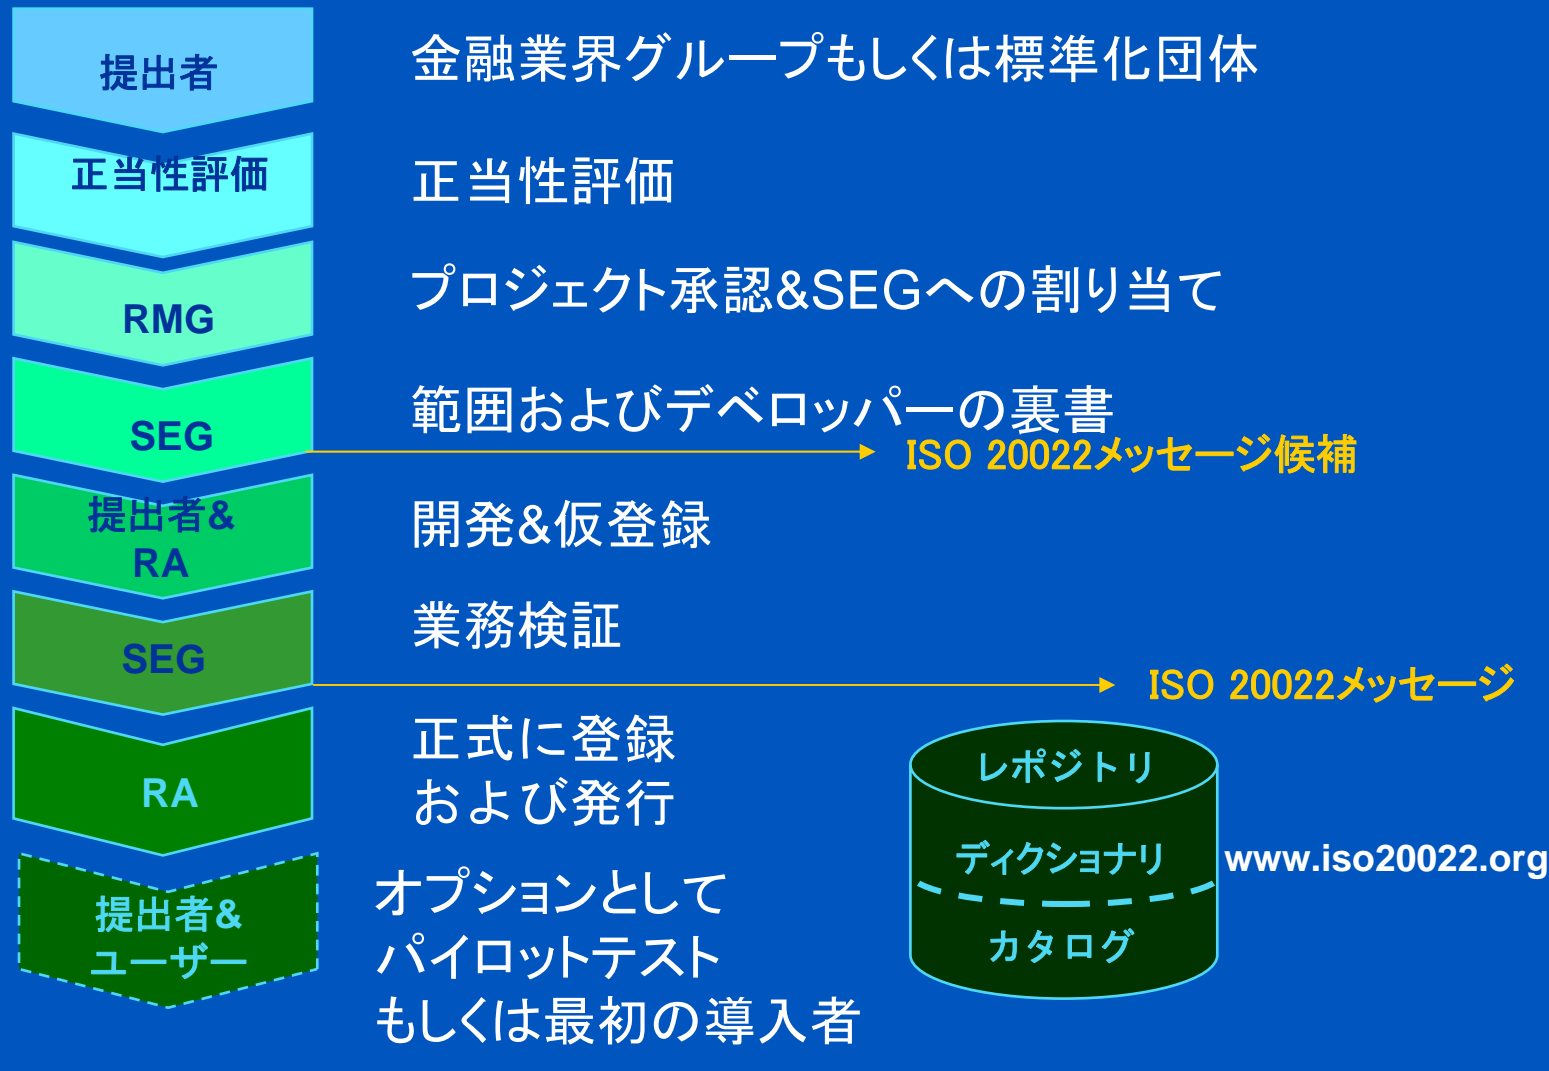 提出者
金融業界グループもしくは標準化団体
正当性評価
正当性評価
RMG
プロジェクト承認&SEGへの割り当て
SEG
範囲およびデベロッパーの裏書
ISO 20022メッセージ候補
提出者&
RA
開発&仮登録
SEG
業務検証
ISO 20022メッセージ
RA
正式に登録
および発行
レポジトリ
ディクショナリ
カタログ
www.iso20022.org
提出者&
ユーザー
オプションとして
パイロットテスト
もしくは最初の導入者